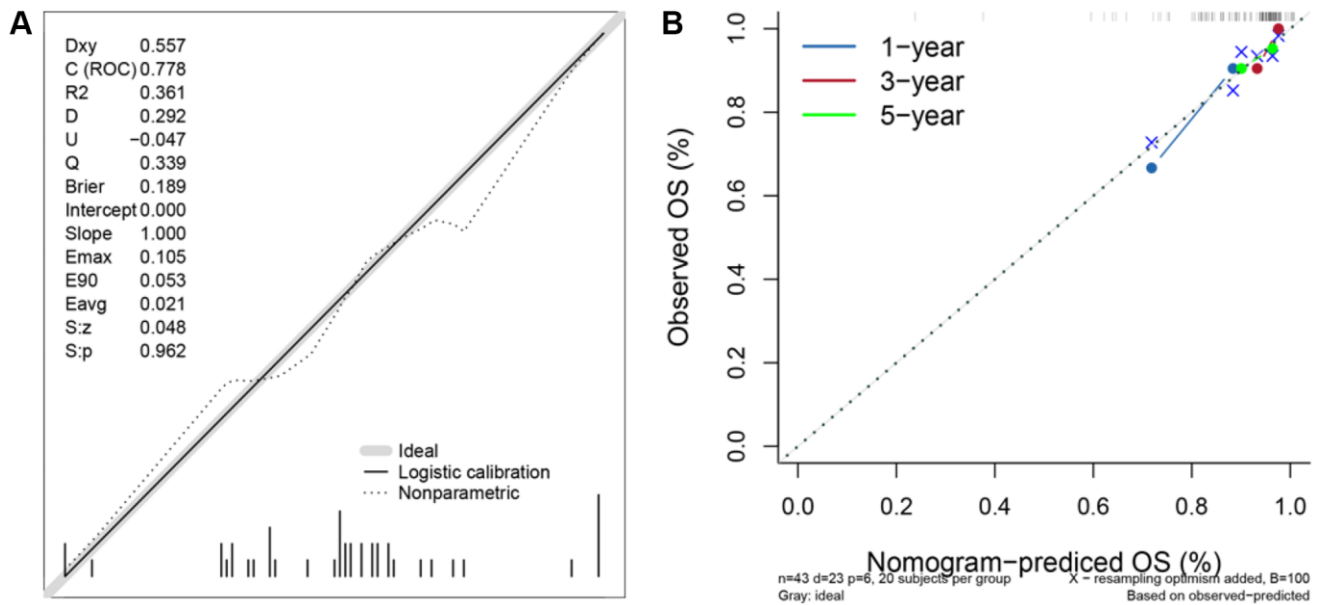 A
Dxy 0.557
C (ROC) 0.778
R2 0.361
D 0.292
U −0.047
Q 0.339
Brier 0.189
Intercept 0.000
Slope 1.000
Emax 0.105
E90 0.053
Eavg 0.021
S:z 0.048
S:p 0.962
Ideal
Logistic calibration
Nonparametric
B
1−year
3−year
5−year
Observed OS (%)
1.0
0.8
0.6
0.4
0.2
0.0
0.0 0.2 0.4 0.6 0.8 1.0
Nomogram−prediced OS (%)
n=43 d=23 p=6, 20 subjects per group
Gray: ideal
X − resampling optimism added, B=100
Based on observed−predicted